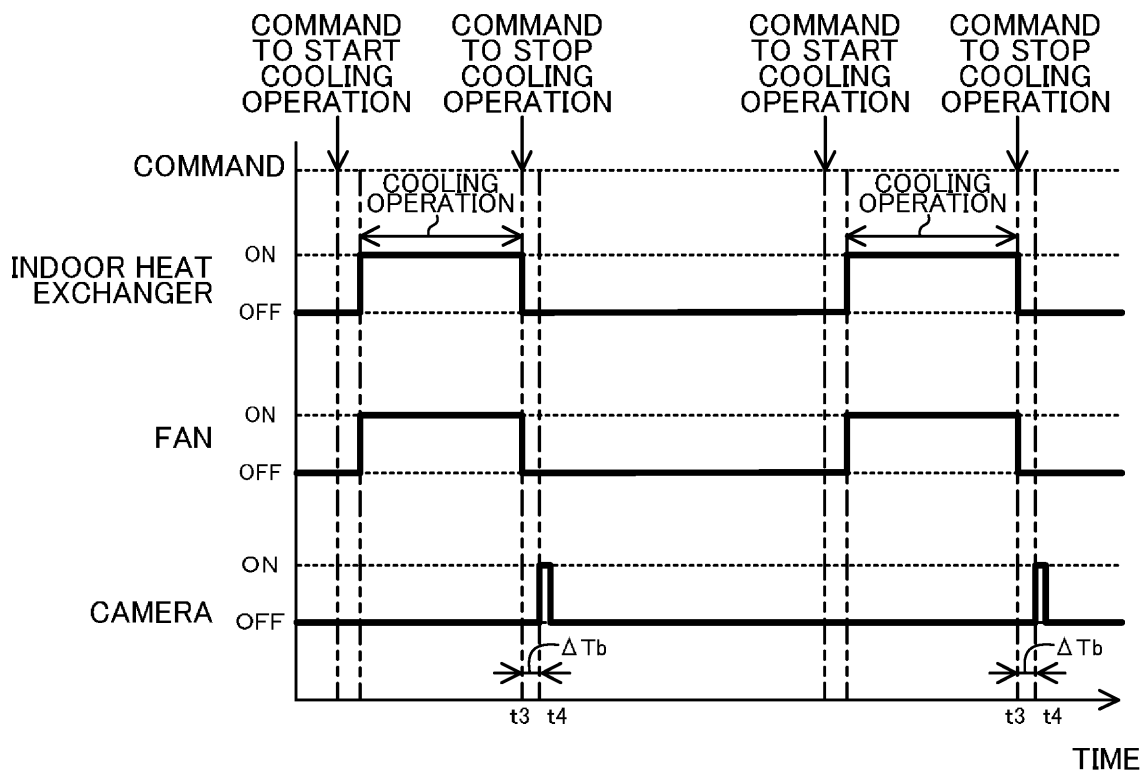 COMMAND
TO START
COOLING
OPERATION
COMMAND
TO STOP
COOLING
OPERATION
COMMAND
TO START
COOLING
OPERATION
COMMAND
TO STOP
COOLING
OPERATION
COMMAND
COOLING
OPERATION
COOLING
OPERATION
INDOOR HEAT
EXCHANGER
ON
OFF
FAN
ON
OFF
CAMERA
ON
OFF
ΔTb
ΔTb
t3 t4
t3 t4
TIME